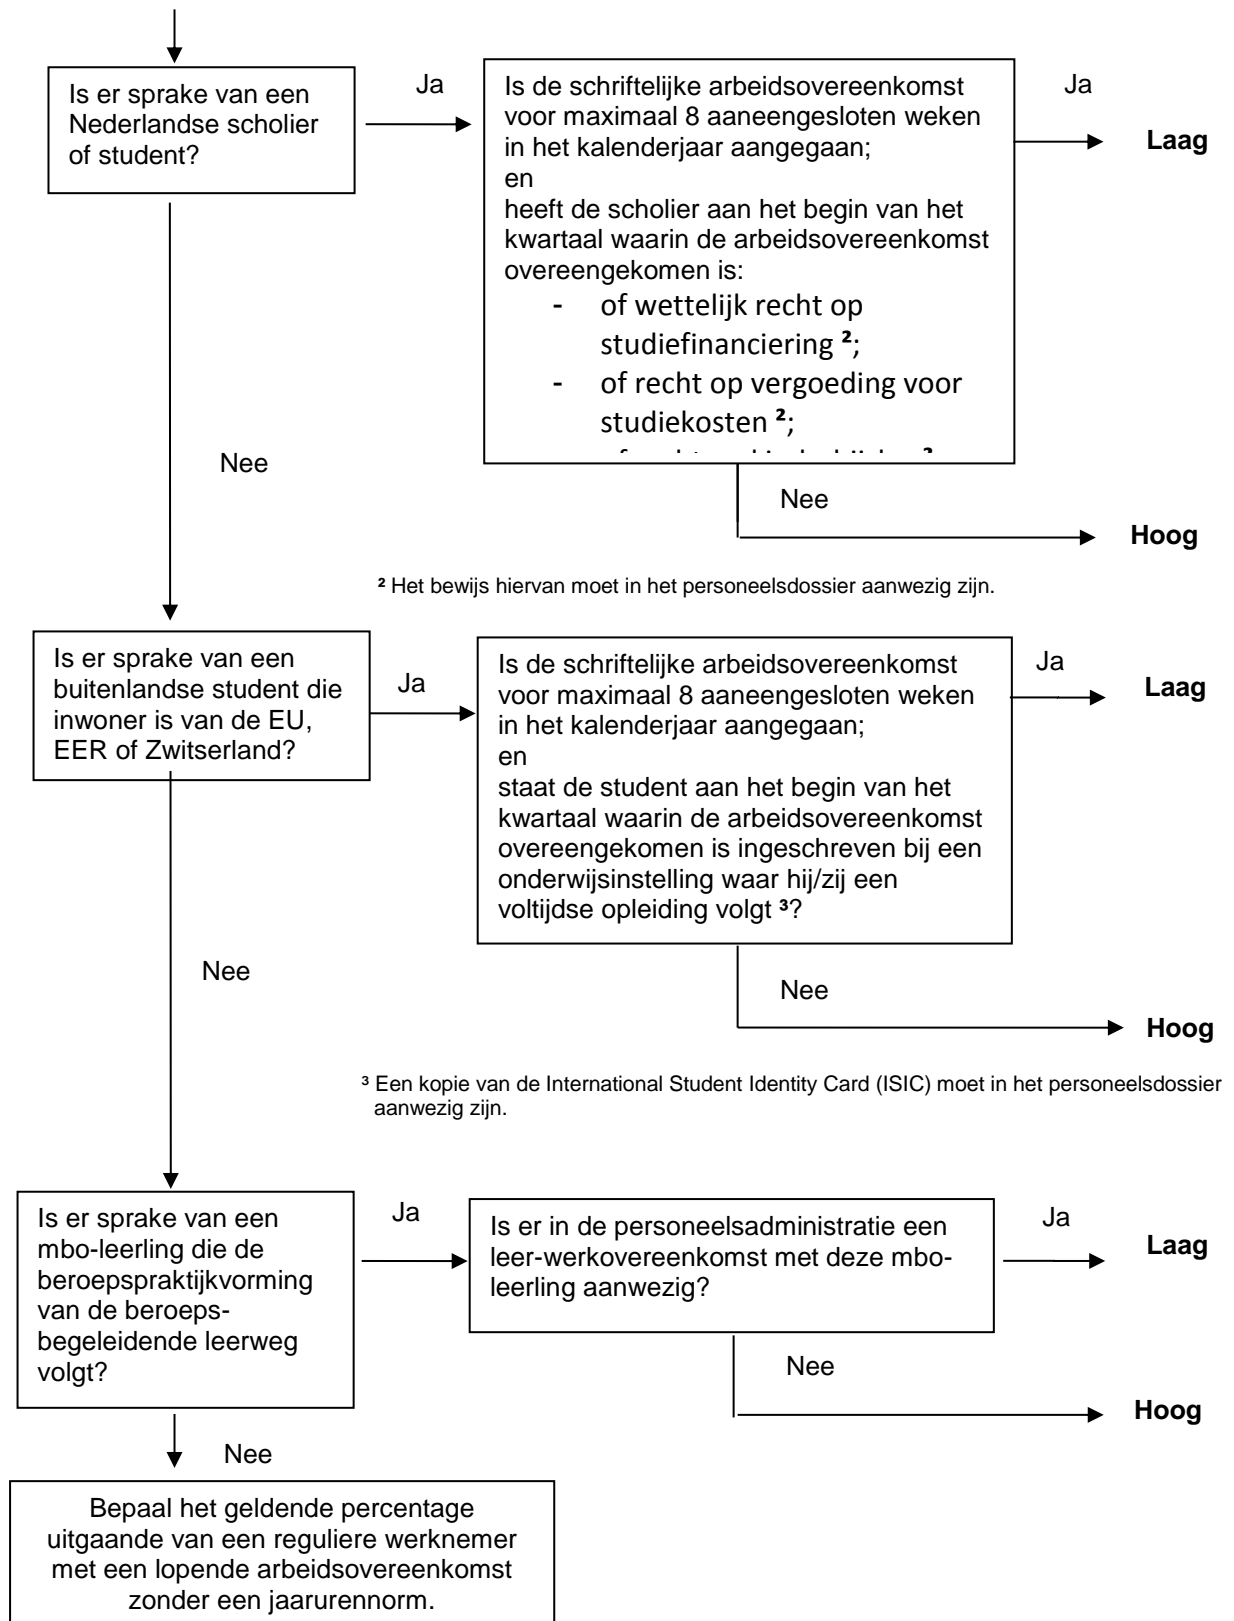 Is er sprake van een
Nederlandse scholier
of student?
Ja
Is de schriftelijke arbeidsovereenkomst
voor maximaal 8 aaneengesloten weken
in het kalenderjaar aangegaan;
en
heeft de scholier aan het begin van het
kwartaal waarin de arbeidsovereenkomst
overeengekomen is:
- of wettelijk recht op
studiefinanciering ²;
- of recht op vergoeding voor
studiekosten ²;
Ja
Laag
Nee
Nee
Hoog
² Het bewijs hiervan moet in het personeelsdossier aanwezig zijn.
Is er sprake van een
buitenlandse student die
inwoner is van de EU,
EER of Zwitserland?
Ja
Is de schriftelijke arbeidsovereenkomst
voor maximaal 8 aaneengesloten weken
in het kalenderjaar aangegaan;
en
staat de student aan het begin van het
kwartaal waarin de arbeidsovereenkomst
overeengekomen is ingeschreven bij een
onderwijsinstelling waar hij/zij een
voltijdse opleiding volgt ³?
Ja
Laag
Nee
Nee
Hoog
³ Een kopie van de International Student Identity Card (ISIC) moet in het personeelsdossier
aanwezig zijn.
Is er sprake van een
mbo-leerling die de
beroepspraktijkvorming
van de beroeps-
begeleidende leerweg
volgt?
Ja
Is er in de personeelsadministratie een
leer-werkovereenkomst met deze mbo-
leerling aanwezig?
Ja
Laag
Nee
Hoog
Nee
Bepaal het geldende percentage
uitgaande van een reguliere werknemer
met een lopende arbeidsovereenkomst
zonder een jaarurennorm.